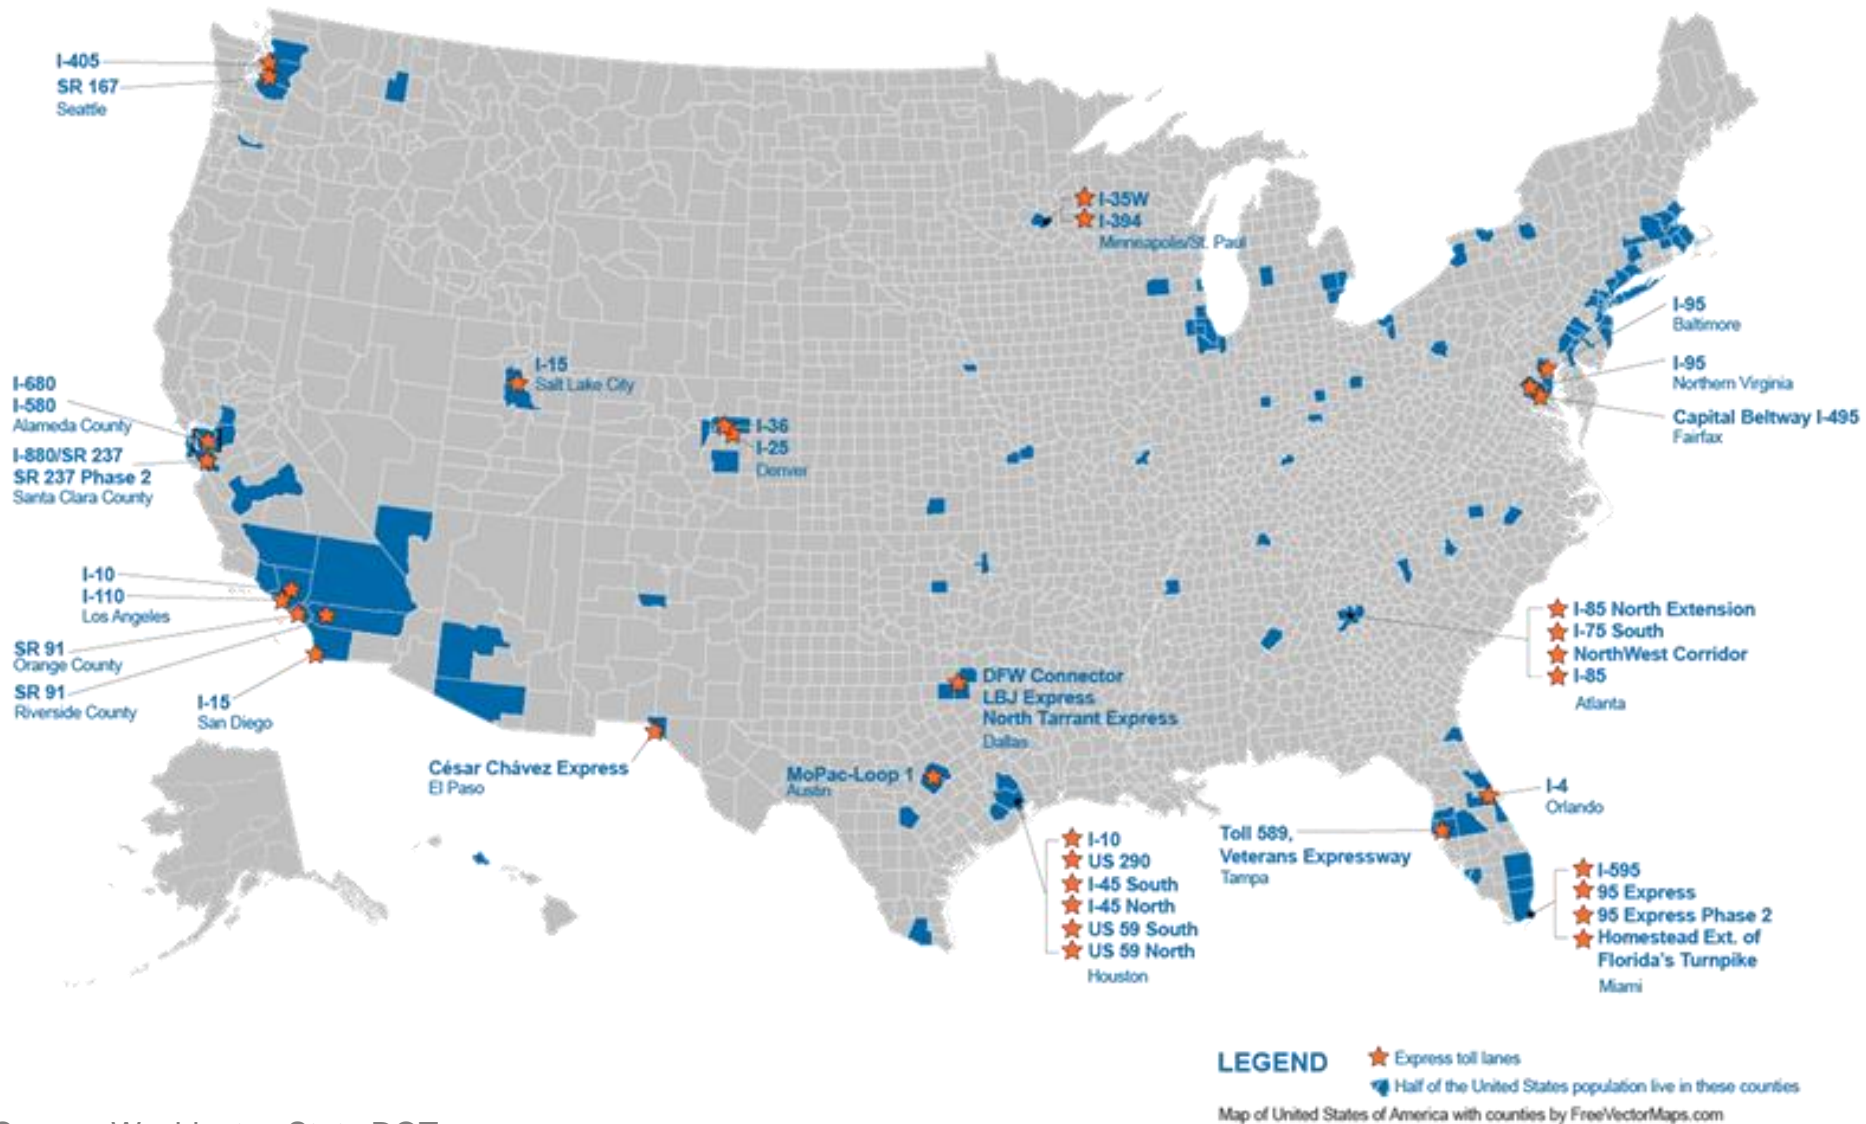 I-405
SR 167
Seattle
I-35W
I-394
Minneapolis/St. Paul
I-95
Baltimore
I-95
Northern Virginia
Capital Beltway I-495
Fairfax
I-15
Salt Lake City
I-680
I-580
Alameda County
I-880/SR 237
SR 237 Phase 2
Santa Clara County
I-36
I-25
Denver
I-10
I-110
Los Angeles
SR 91
Orange County
SR 91
Riverside County
I-15
San Diego
César Chávez Express
El Paso
DFW Connector
LBJ Express
North Tarrant Express
Dallas
MoPac-Loop 1
Austin
I-85 North Extension
I-75 South
NorthWest Corridor
I-85
Atlanta
I-4
Orlando
Toll 589,
Veterans Expressway
Tampa
I-10
US 290
I-45 South
I-45 North
US 59 South
US 59 North
Houston
I-595
95 Express
95 Express Phase 2
Homestead Ext. of
Florida's Turnpike
Miami
LEGEND
Express toll lanes
Half of the United States population live in these counties
Map of United States of America with counties by FreeVectorMaps.com